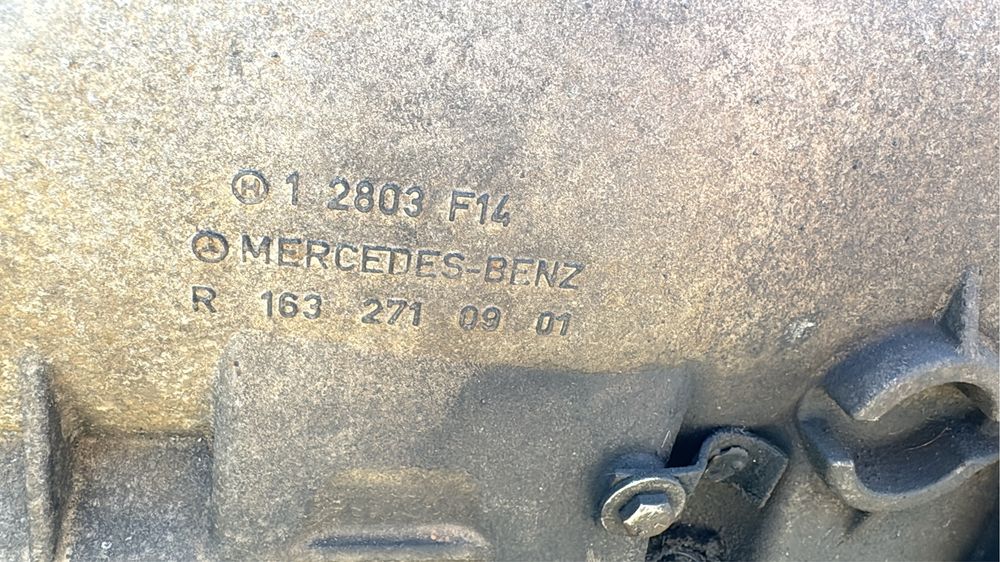 H 1 2803 F14
MERCEDES-BENZ
R 163 271 09 01